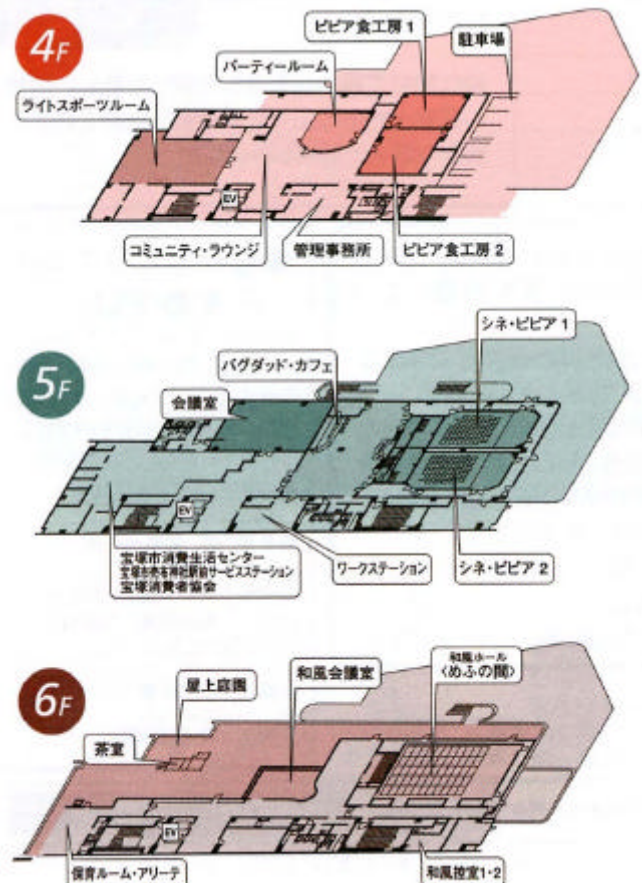 4F
ピピア食工房 1
駐車場
パーティールーム
ライトスポーツルーム
EV
コミュニティ・ラウンジ
管理事務所
ピピア食工房 2
5F
シネ・ピピア 1
バグダッド・カフェ
会議室
EV
宝塚市消費生活センター
宝塚市売布神社駅前サービスステーション
宝塚消費者協会
ワークステーション
シネ・ピピア 2
6F
和風ホール
〈めふの間〉
和風会議室
屋上庭園
茶室
EV
保育ルーム・アリーテ
和風控室1・2